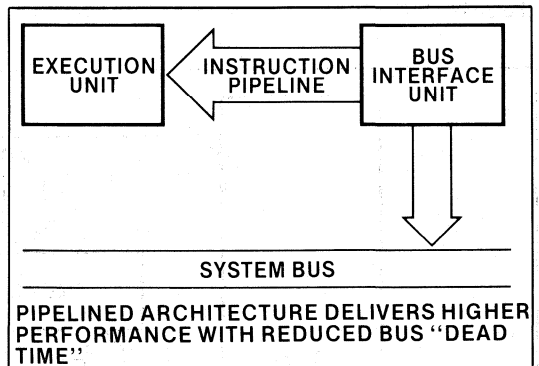 EXECUTION
UNIT
INSTRUCTION
PIPELINE
BUS
INTERFACE
UNIT
SYSTEM BUS
PIPELINED ARCHITECTURE DELIVERS HIGHER
PERFORMANCE WITH REDUCED BUS "DEAD
TIME"